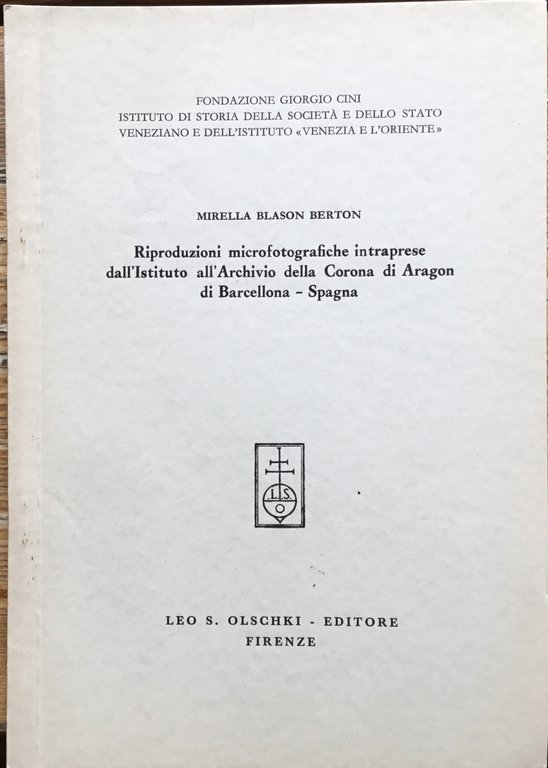 FONDAZIONE GIORGIO CINI
ISTITUTO DI STORIA DELLA SOCIETÀ E DELLO STATO
VENEZIANO E DELL'ISTITUTO «VENEZIA E L'ORIENTE»
MIRELLA BLASON BERTON
Riproduzioni microfotografiche intraprese
dall'Istituto all'Archivio della Corona di Aragon
di Barcellona - Spagna
L.S.
O
LEO S. OLSCHKI - EDITORE
FIRENZE